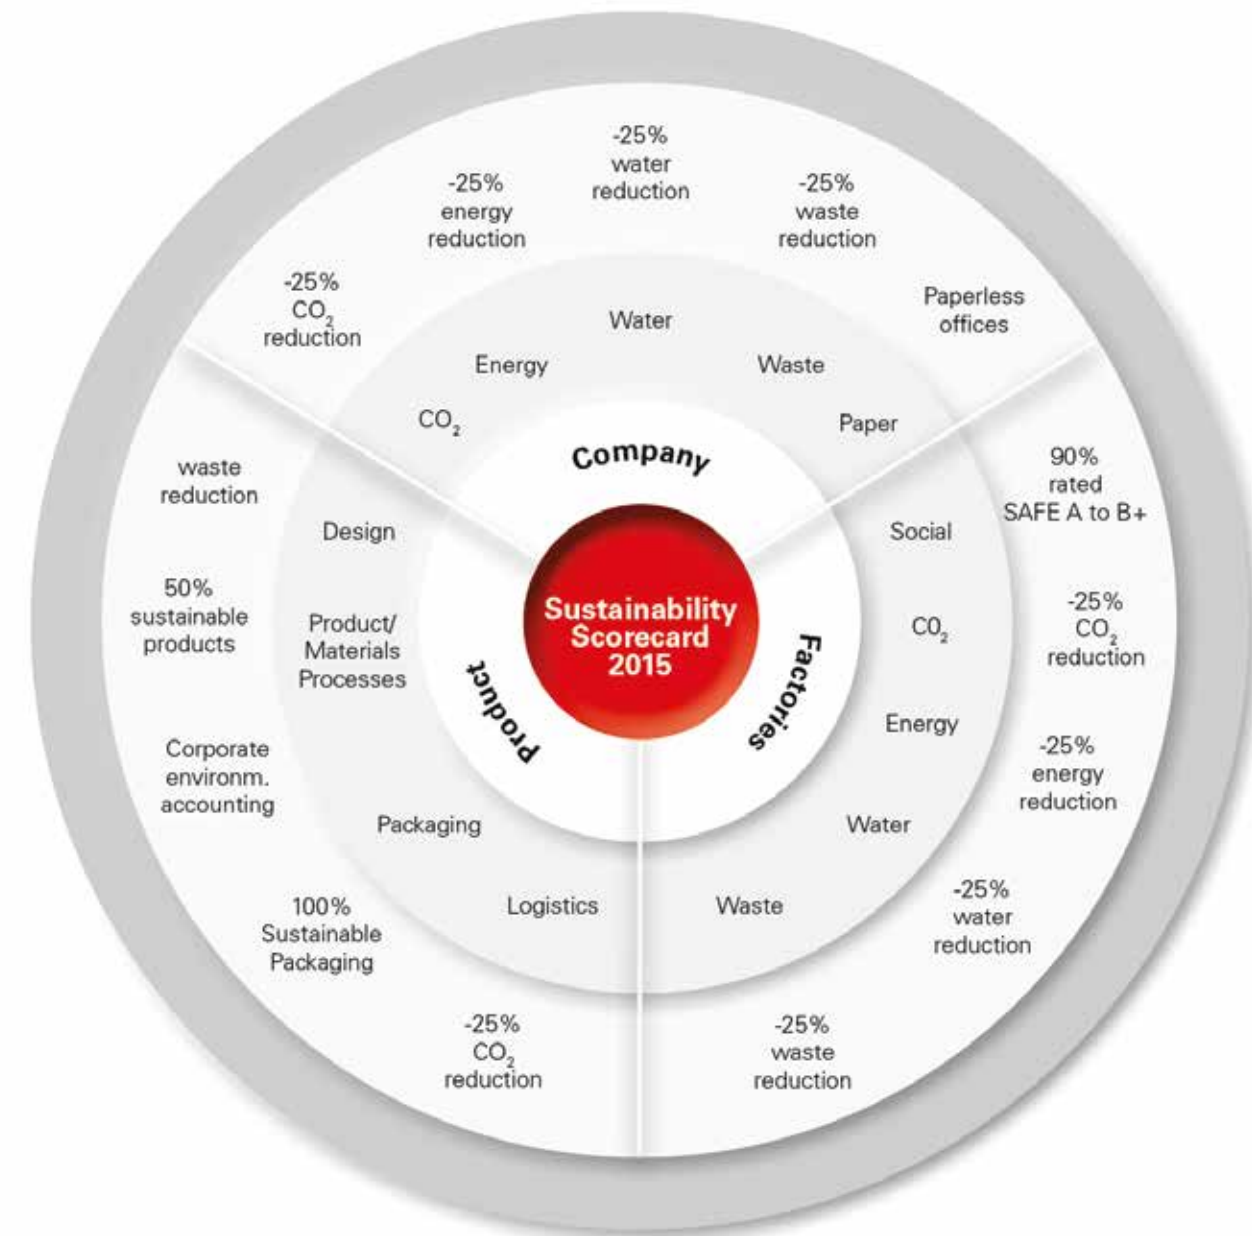 Sustainability
Scorecard
2015
Company
CO₂
Energy
Water
Waste
Paper
-25%
CO₂
reduction
-25%
energy
reduction
-25%
water
reduction
-25%
waste
reduction
Paperless
offices
Factories
Social
C0₂
Energy
Water
Waste
90%
rated
SAFE A to B+
-25%
CO₂
reduction
-25%
energy
reduction
-25%
water
reduction
-25%
waste
reduction
Product
Design
Product/
Materials
Processes
Packaging
Logistics
waste
reduction
50%
sustainable
products
Corporate
environm.
accounting
100%
Sustainable
Packaging
-25%
CO₂
reduction